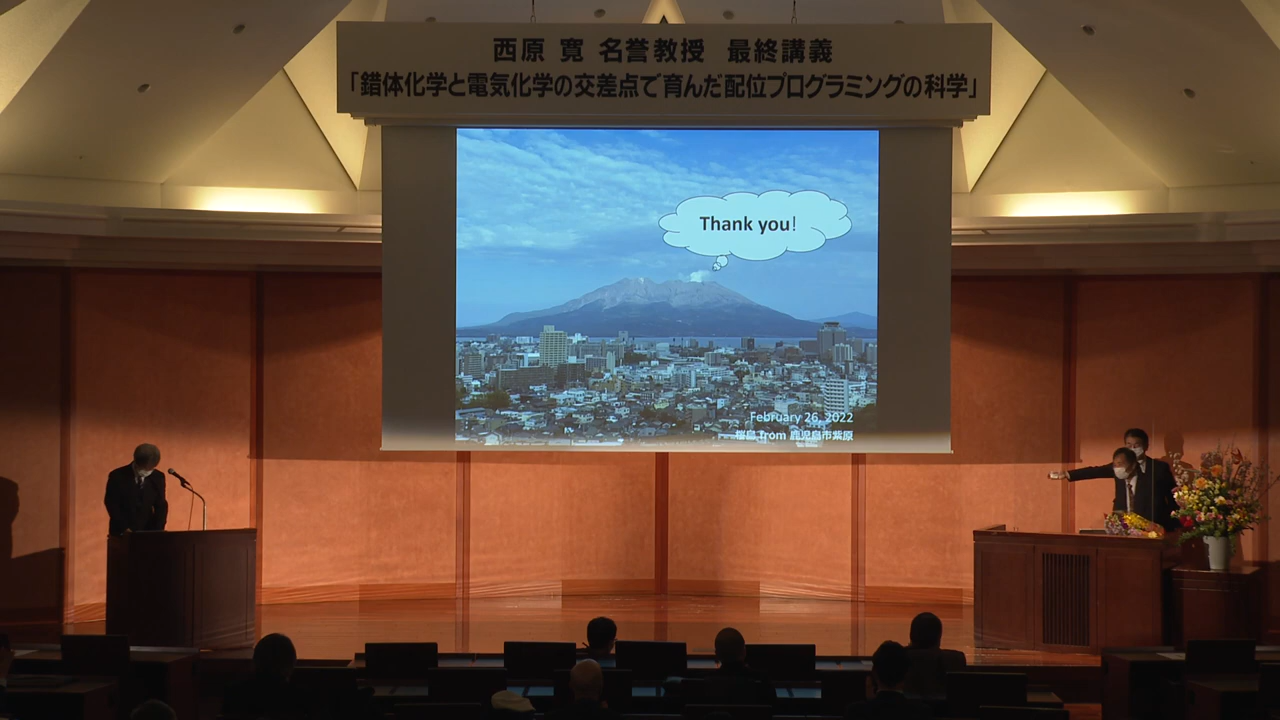 西原 寛 名誉教授 最終講義
「錯体化学と電気化学の交差点で育んだ配位プログラミングの科学」
Thank you!
February 26, 2022
桜島 from 鹿児島市紫原